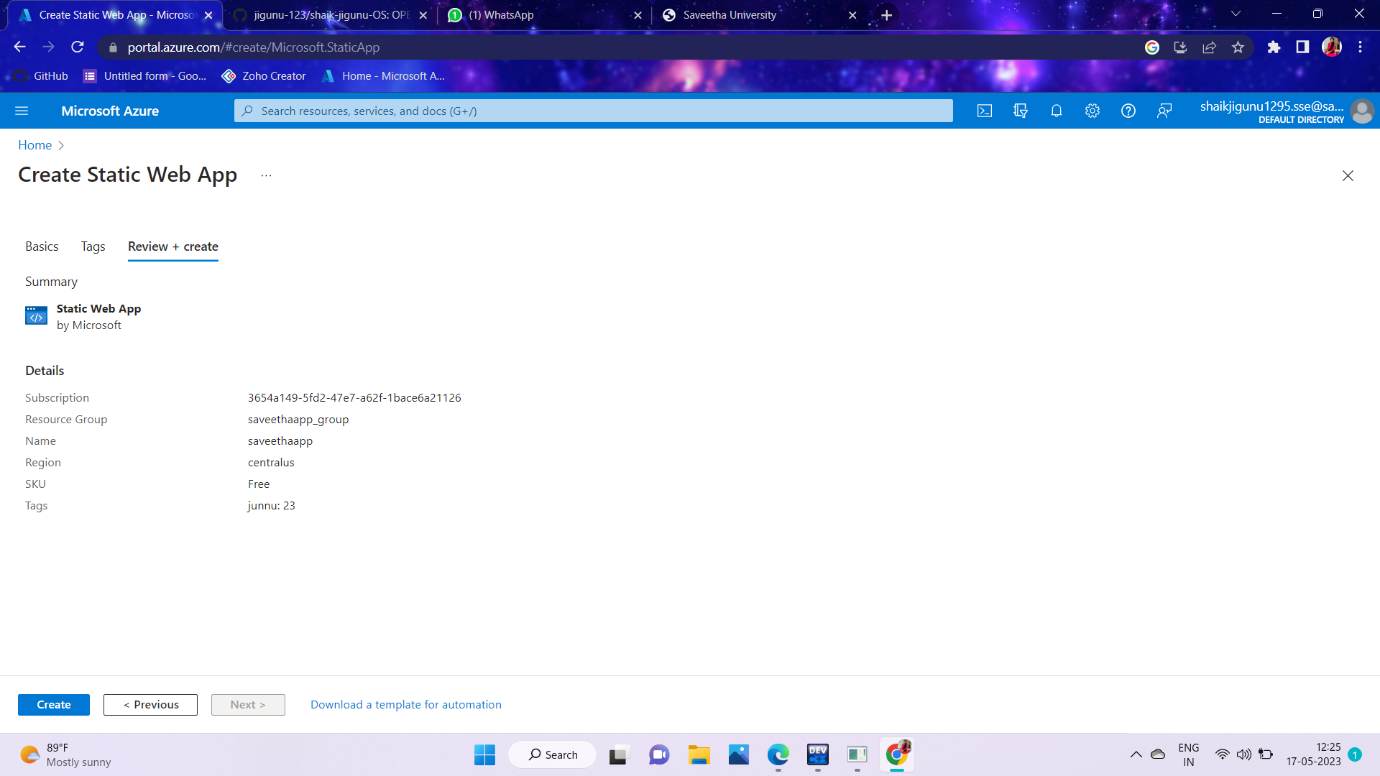 Create Static Web App - Microso
jigunu-123/shaik-jigunu-OS: OPE
(1) WhatsApp
Saveetha University
portal.azure.com/#create/Microsoft.StaticApp
GitHub
Untitled form - Goo...
Zoho Creator
Home - Microsoft A...
Microsoft Azure
Search resources, services, and docs (G+/)
shaikjigunu1295.sse@sa...
DEFAULT DIRECTORY
Home >
Create Static Web App ...
Basics Tags Review + create
Summary
Static Web App
by Microsoft
Details
Subscription 3654a149-5fd2-47e7-a62f-1bace6a21126
Resource Group saveethaapp_group
Name saveethaapp
Region centralus
SKU Free
Tags junnu: 23
Create < Previous Next > Download a template for automation
89°F
Mostly sunny
Search
DEV
ENG
IN
12:25
17-05-2023
1